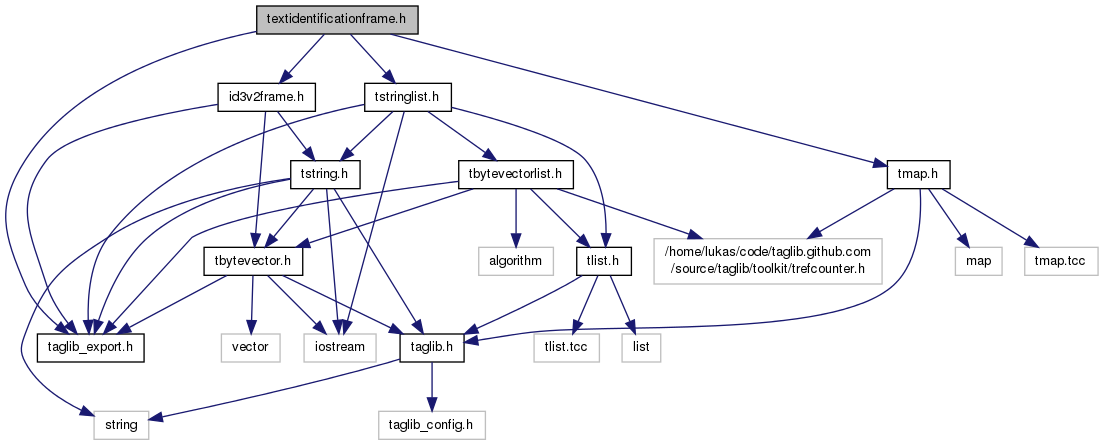 textidentificationframe.h
id3v2frame.h
tstringlist.h
tstring.h
tbytevectorlist.h
tmap.h
tbytevector.h
algorithm
tlist.h
/home/lukas/code/taglib.github.com
/source/taglib/toolkit/trefcounter.h
map
tmap.tcc
taglib_export.h
vector
iostream
taglib.h
tlist.tcc
list
string
taglib_config.h